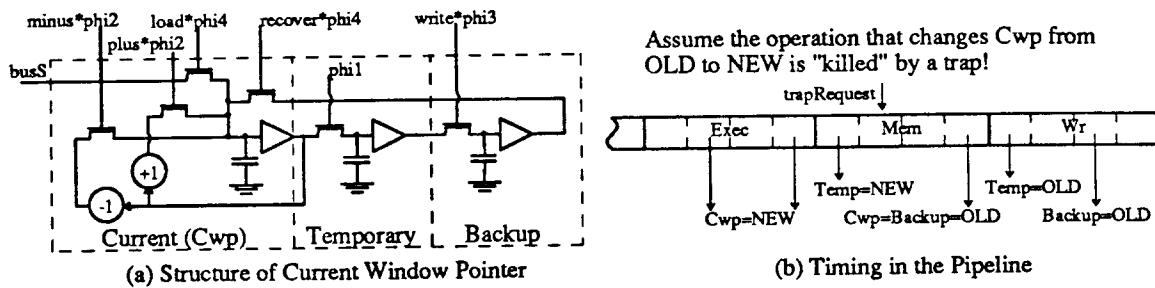 minus*phi2
load*phi4
recover*phi4
write*phi3
plus*phi2
busS
phi1
+1
-1
Current (Cwp)
Temporary
Backup
(a) Structure of Current Window Pointer
Assume the operation that changes Cwp from
OLD to NEW is "killed" by a trap!
trapRequest
Exec
Mem
Wr
Temp=NEW
Temp=OLD
Cwp=NEW
Cwp=Backup=OLD
Backup=OLD
(b) Timing in the Pipeline